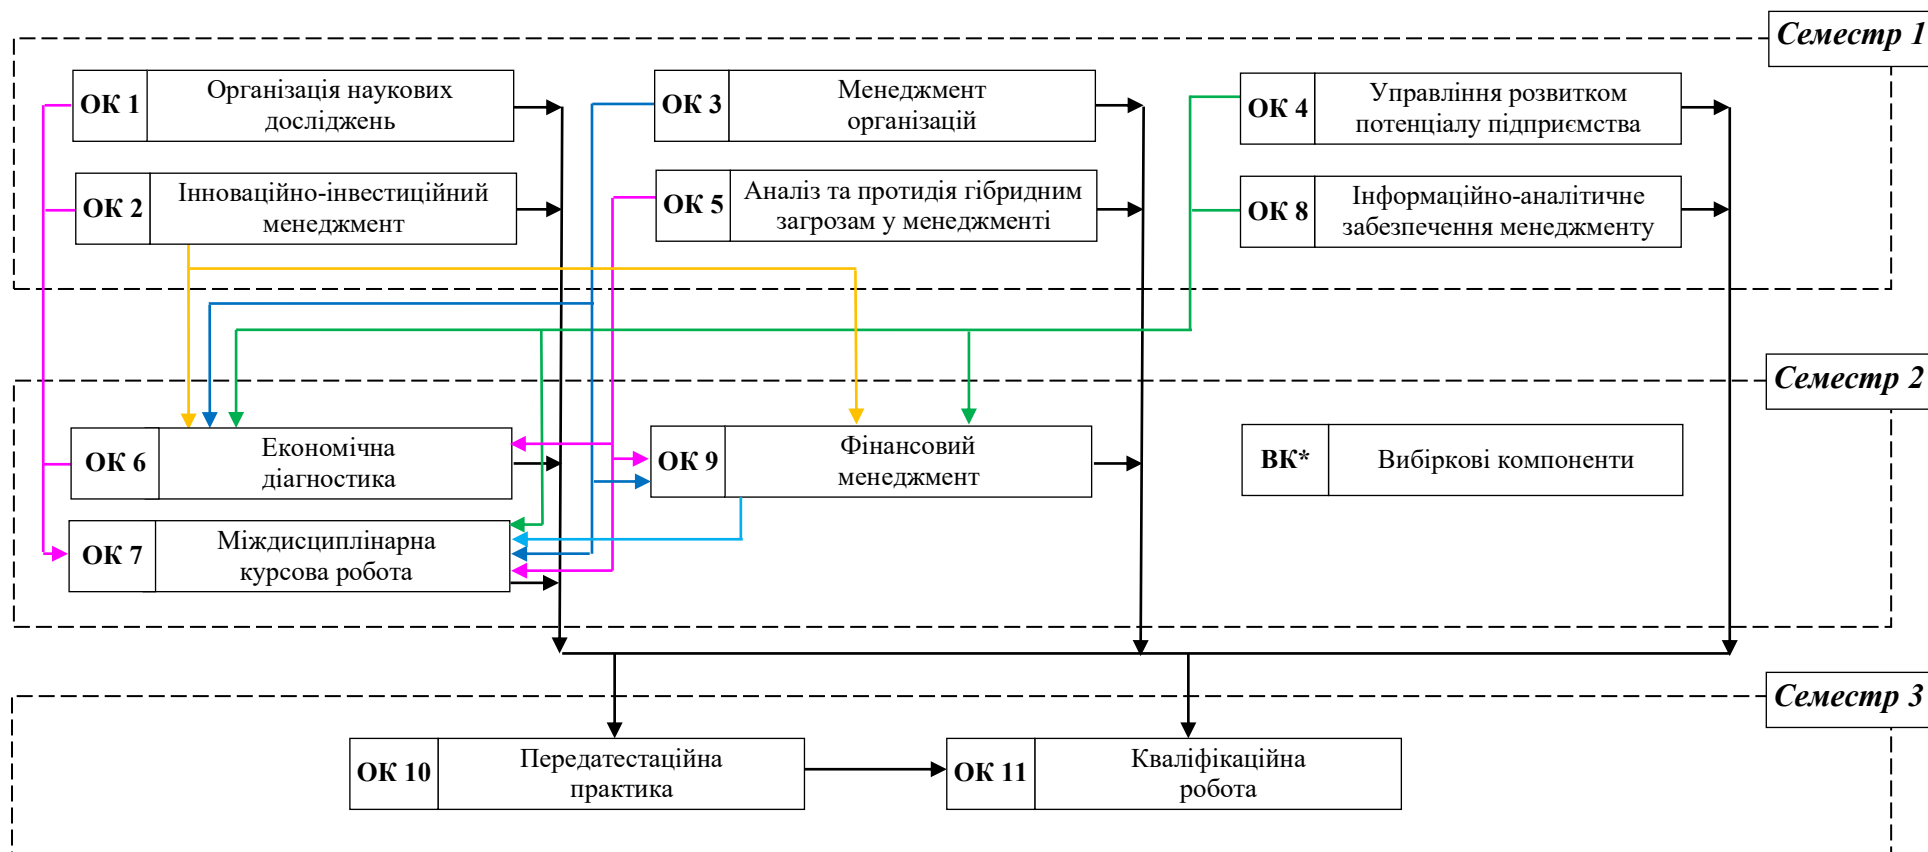 Семестр 1
ОК 1
Організація наукових
досліджень
ОК 3
Менеджмент
організацій
ОК 4
Управління розвитком
потенціалу підприємства
ОК 2
Інноваційно-інвестиційний
менеджмент
ОК 5
Аналіз та протидія гібридним
загрозам у менеджменті
ОК 8
Інформаційно-аналітичне
забезпечення менеджменту
Семестр 2
ОК 6
Економічна
діагностика
ОК 9
Фінансовий
менеджмент
ВК*
Вибіркові компоненти
ОК 7
Міждисциплінарна
курсова робота
Семестр 3
ОК 10
Передатестаційна
практика
ОК 11
Кваліфікаційна
робота